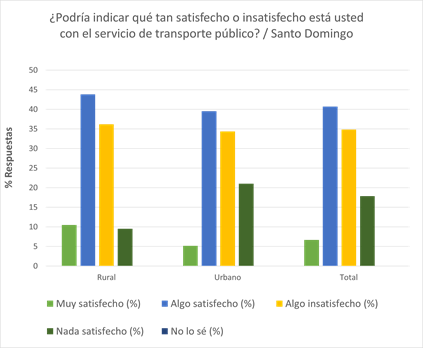 ¿Podría indicar qué tan satisfecho o insatisfecho está usted
con el servicio de transporte público? / Santo Domingo
50
45
40
35
30
25
20
15
10
5
0
% Respuestas
Rural
Urbano
Total
Muy satisfecho (%)
Algo satisfecho (%)
Algo insatisfecho (%)
Nada satisfecho (%)
No lo sé (%)